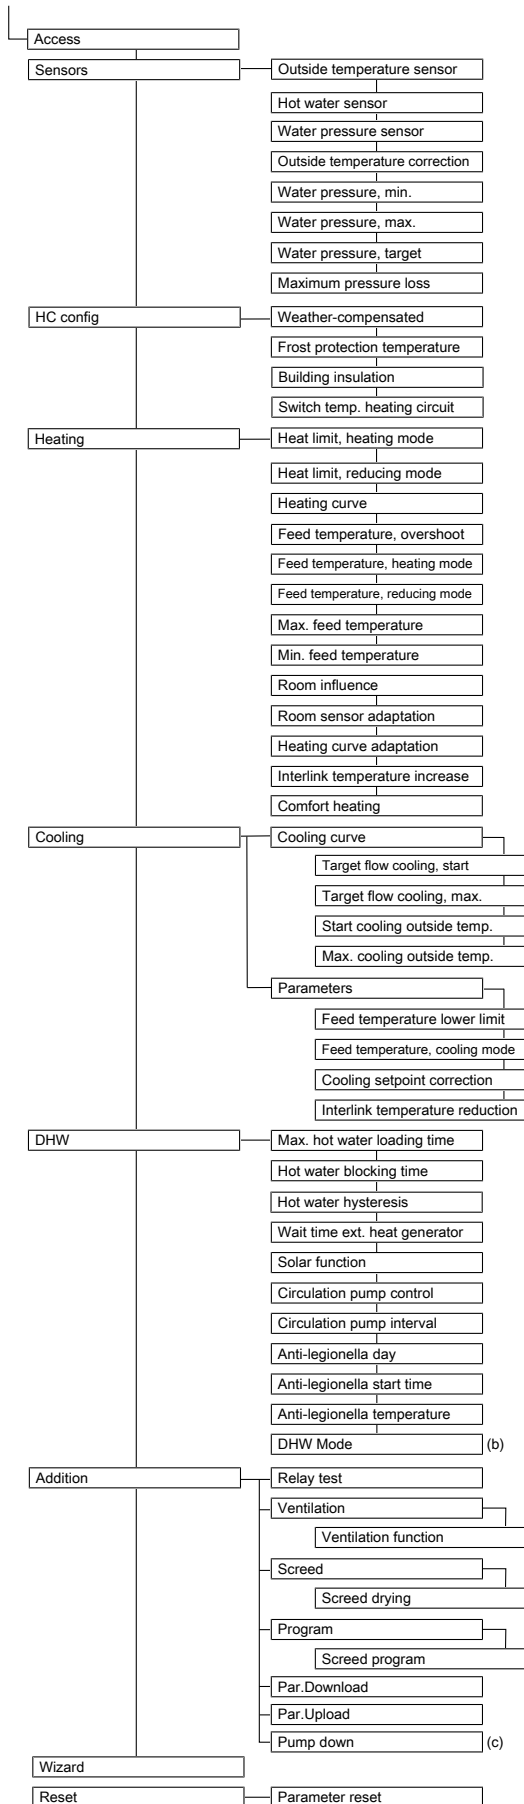 Access
Sensors
Outside temperature sensor
Hot water sensor
Water pressure sensor
Outside temperature correction
Water pressure, min.
Water pressure, max.
Water pressure, target
Maximum pressure loss
HC config
Weather-compensated
Frost protection temperature
Building insulation
Switch temp. heating circuit
Heating
Heat limit, heating mode
Heat limit, reducing mode
Heating curve
Feed temperature, overshoot
Feed temperature, heating mode
Feed temperature, reducing mode
Max. feed temperature
Min. feed temperature
Room influence
Room sensor adaptation
Heating curve adaptation
Interlink temperature increase
Comfort heating
Cooling
Cooling curve
Target flow cooling, start
Target flow cooling, max.
Start cooling outside temp.
Max. cooling outside temp.
Parameters
Feed temperature lower limit
Feed temperature, cooling mode
Cooling setpoint correction
Interlink temperature reduction
DHW
Max. hot water loading time
Hot water blocking time
Hot water hysteresis
Wait time ext. heat generator
Solar function
Circulation pump control
Circulation pump interval
Anti-legionella day
Anti-legionella start time
Anti-legionella temperature
DHW Mode (b)
Addition
Relay test
Ventilation
Ventilation function
Screed
Screed drying
Program
Screed program
Par.Download
Par.Upload
Pump down (c)
Wizard
Reset
Parameter reset